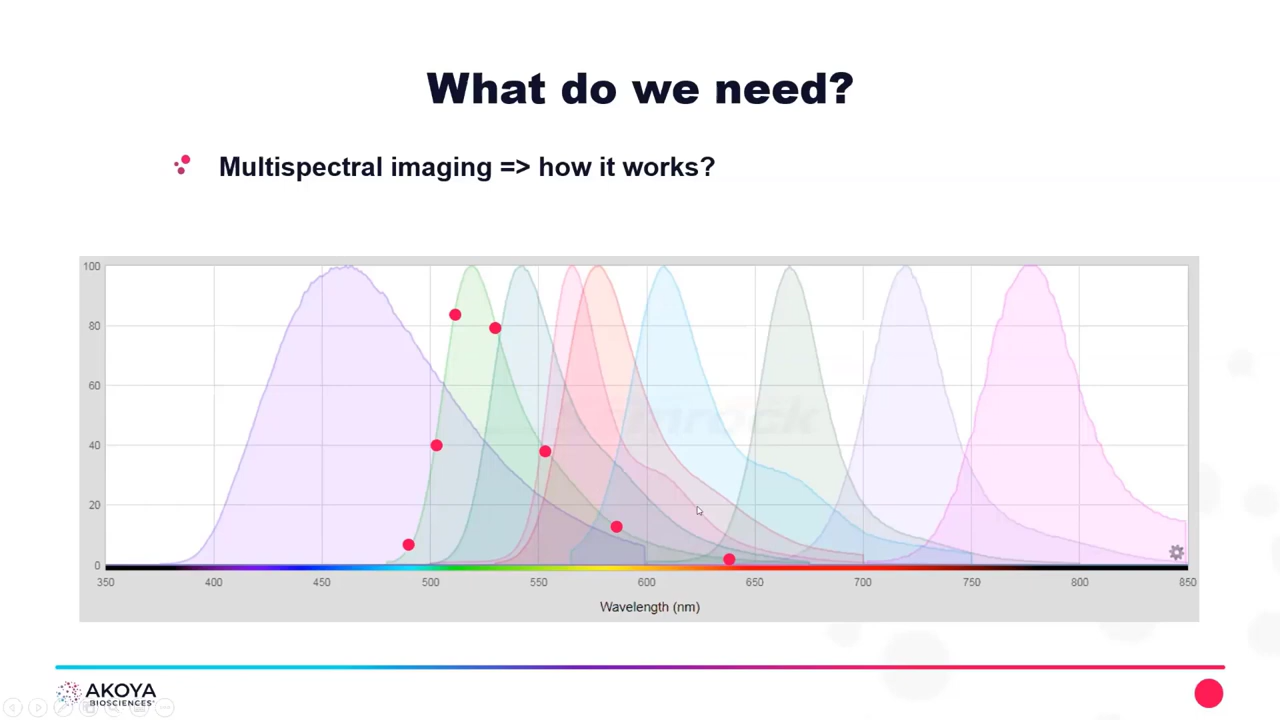 What do we need?
Multispectral imaging => how it works?
100
80
60
40
20
0
350 400 450 500 550 600 650 700 750 800 850
Wavelength (nm)
AKOYA
BIOSCIENCES